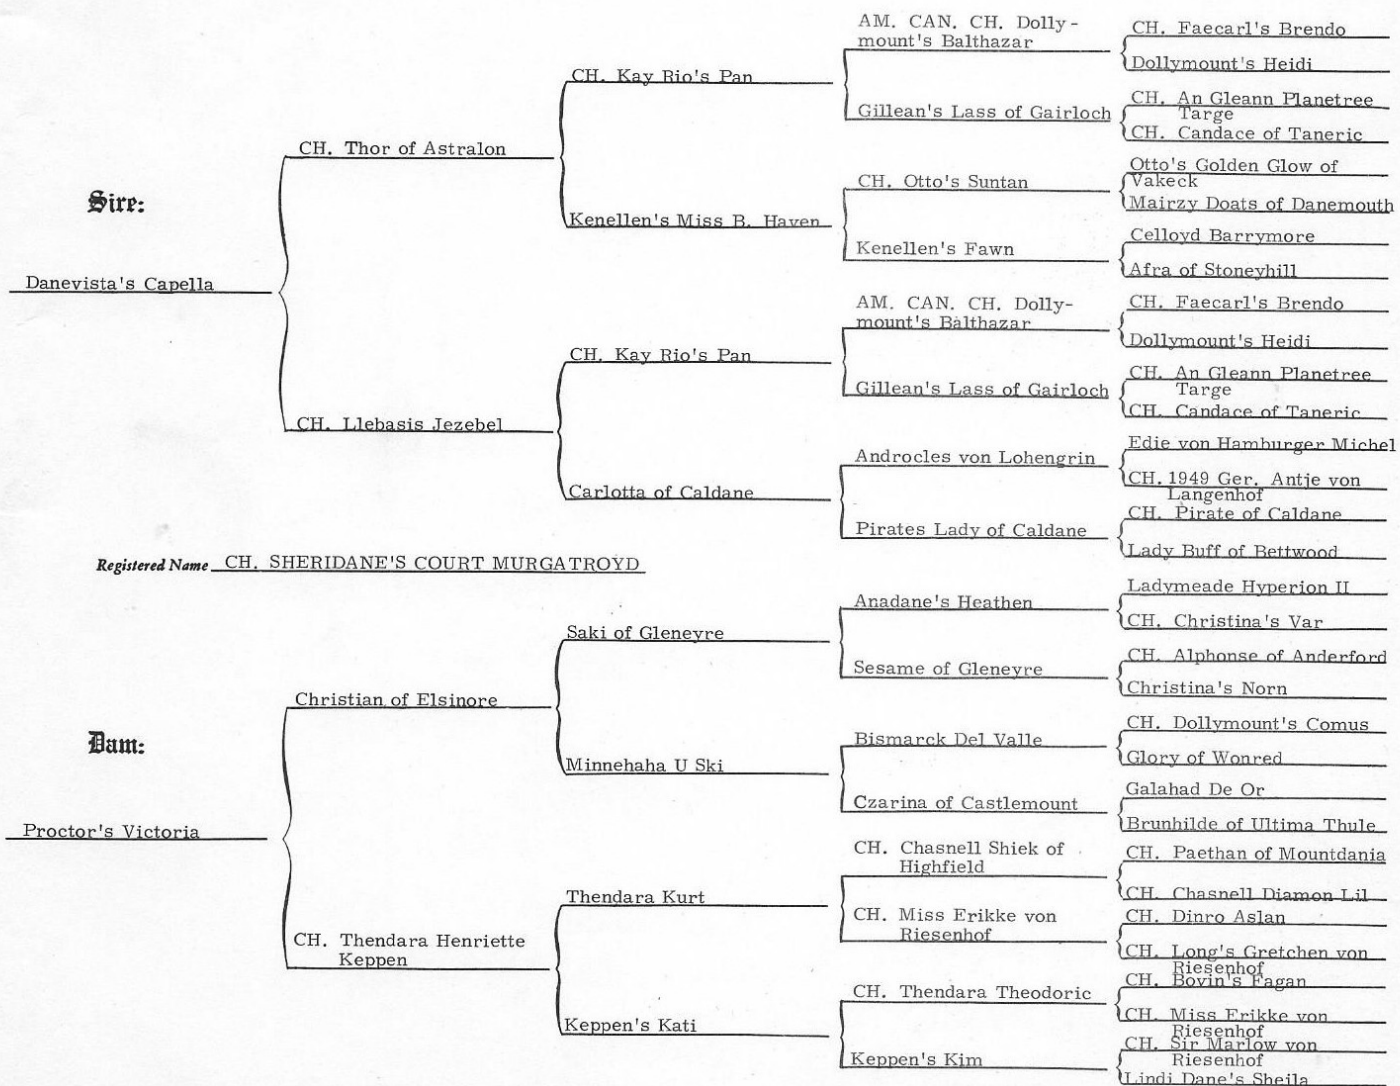 AM. CAN. CH. Dolly-
mount's Balthazar
CH. Faecarl's Brendo
Dollymount's Heidi
CH. Kay Rio's Pan
Gillean's Lass of Gairloch
CH. An Gleann Planetree
Targe
CH. Candace of Taneric
CH. Thor of Astralon
Sire:
CH. Otto's Suntan
Otto's Golden Glow of
Vakeck
Mairzy Doats of Danemouth
Kenellen's Miss B. Haven
Kenellen's Fawn
Celloyd Barrymore
Afra of Stoneyhill
Danevista's Capella
AM. CAN. CH. Dolly-
mount's Balthazar
CH. Faecarl's Brendo
Dollymount's Heidi
CH. Kay Rio's Pan
Gillean's Lass of Gairloch
CH. An Gleann Planetree
Targe
CH. Candace of Taneric
CH. Llebasis Jezebel
Androcles von Lohengrin
Edie von Hamburger Michel
CH. 1949 Ger. Antje von
Langenhof
Carlotta of Caldane
Pirates Lady of Caldane
CH. Pirate of Caldane
Lady Buff of Bettwood
Registered Name CH. SHERIDANE'S COURT MURGATROYD
Anadane's Heathen
Ladymeade Hyperion II
CH. Christina's Var
Saki of Gleneyre
Sesame of Gleneyre
CH. Alphonse of Anderford
Christina's Norn
Christian of Elsinore
Dam:
Bismarck Del Valle
CH. Dollymount's Comus
Glory of Wonred
Minnehaha U Ski
Czarina of Castlemount
Galahad De Or
Brunhilde of Ultima Thule
Proctor's Victoria
CH. Chasnell Shiek of
Highfield
CH. Paethan of Mountdania
CH. Chasnell Diamon Lil
Thendara Kurt
CH. Miss Erikke von
Riesenhof
CH. Dinro Aslan
CH. Long's Gretchen von
Riesenhof
CH. Thendara Henriette
Keppen
CH. Thendara Theodoric
CH. Bovin's Fagan
CH. Miss Erikke von
Riesenhof
Keppen's Kati
Keppen's Kim
CH. Sir Marlow von
Riesenhof
Lindi Dane's Sheila